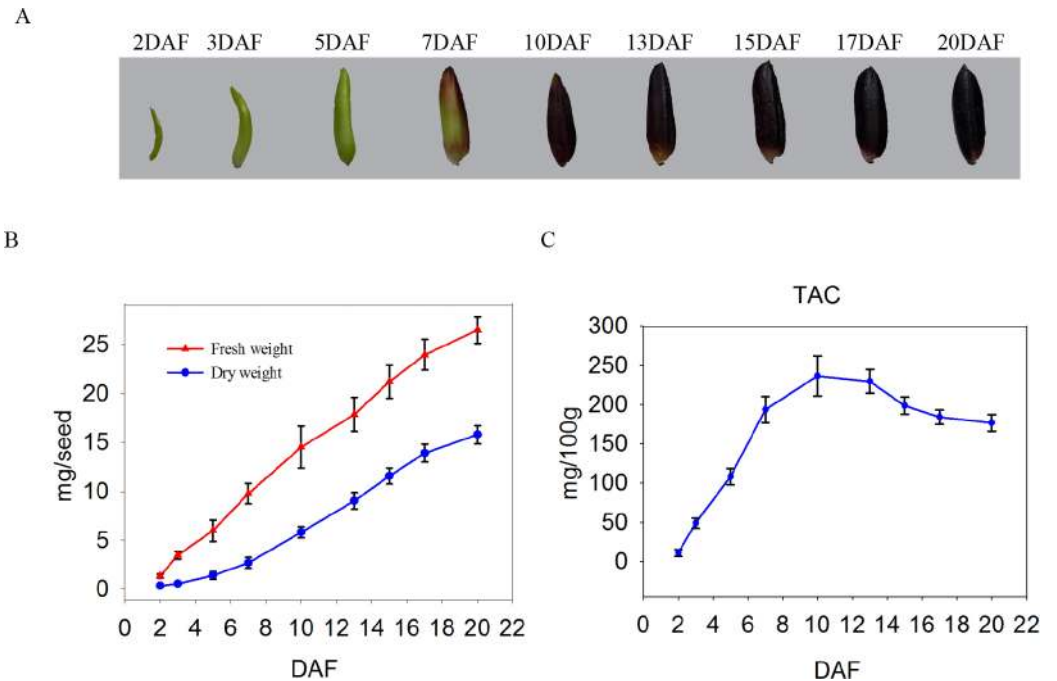 A
2DAF 3DAF 5DAF 7DAF 10DAF 13DAF 15DAF 17DAF 20DAF
B
mg/seed
25
20
15
10
5
0
Fresh weight
Dry weight
0 2 4 6 8 10 12 14 16 18 20 22
DAF
C
TAC
mg/100g
300
250
200
150
100
50
0
0 2 4 6 8 10 12 14 16 18 20 22
DAF